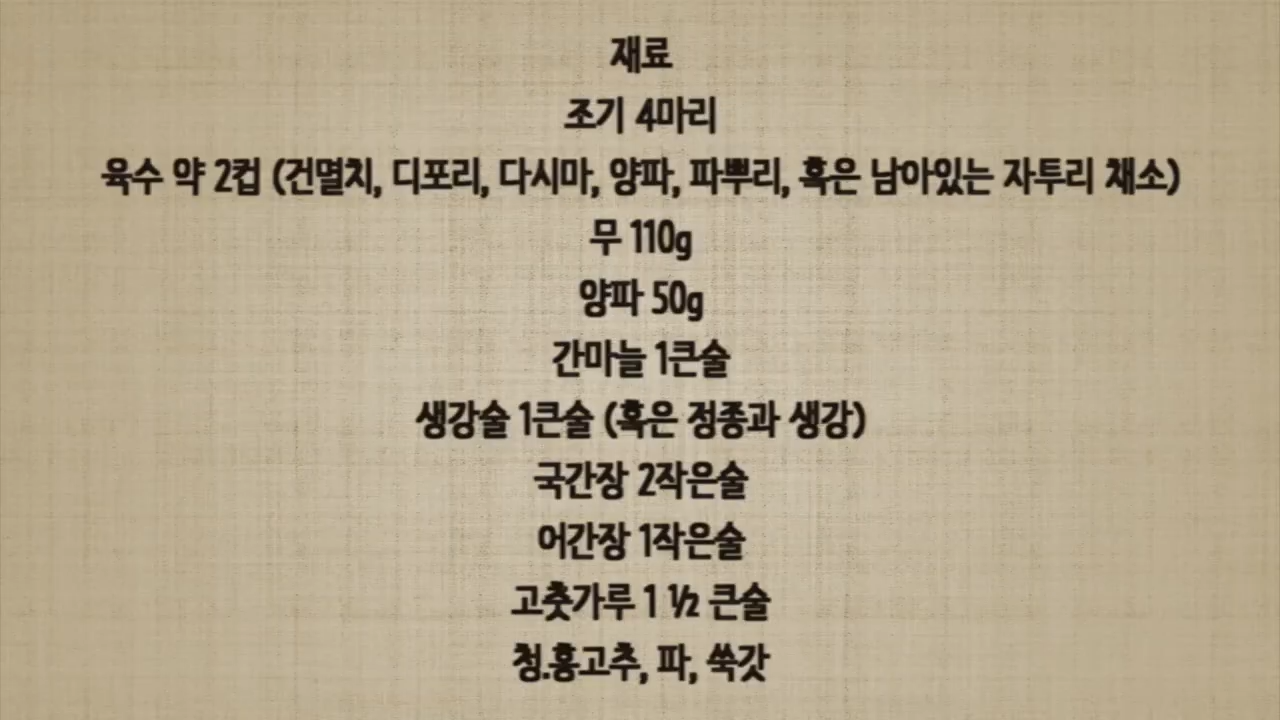 재료
조기 4마리
육수 약 2컵 (건멸치, 디포리, 다시마, 양파, 파뿌리, 혹은 남아있는 자투리 채소)
무 110g
양파 50g
간마늘 1큰술
생강술 1큰술 (혹은 정종과 생강)
국간장 2작은술
어간장 1작은술
고춧가루 1 ½ 큰술
청.홍고추, 파, 쑥갓